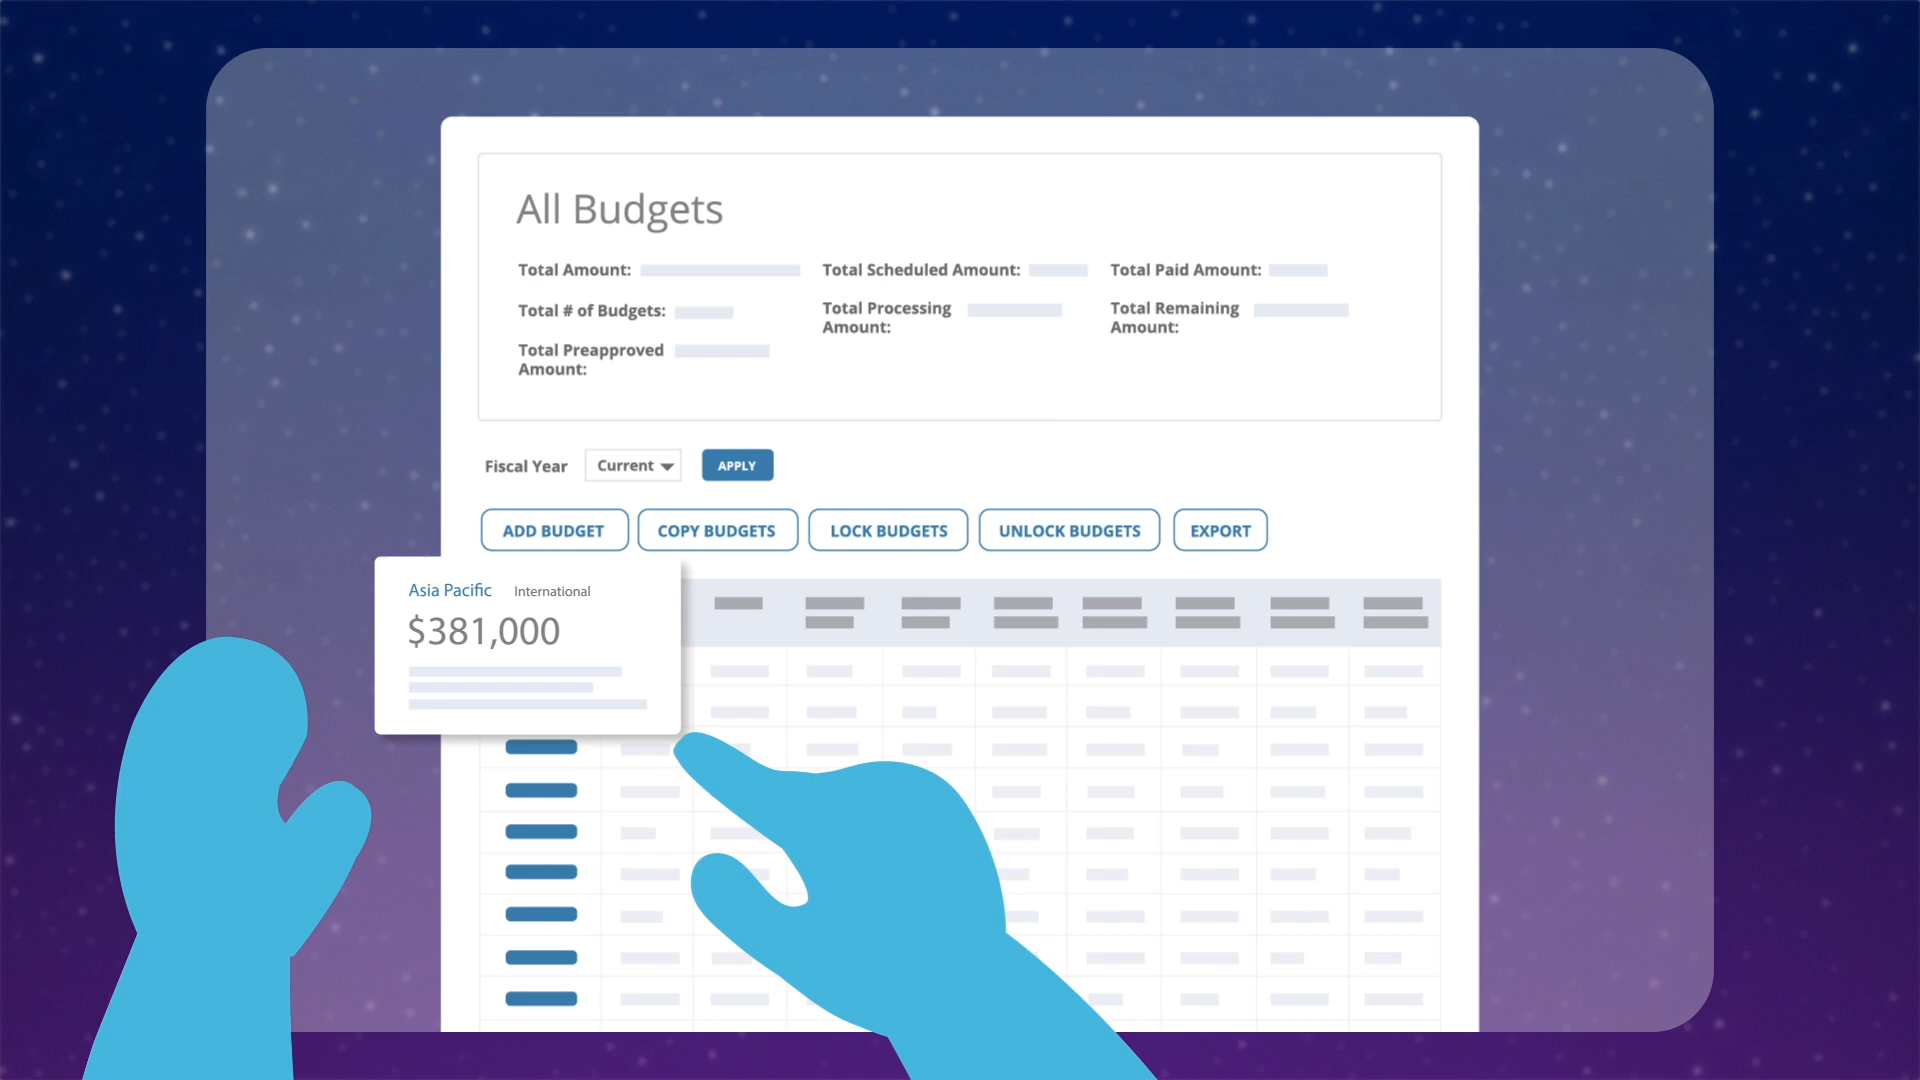 All Budgets
Total Amount:
Total Scheduled Amount:
Total Paid Amount:
Total # of Budgets:
Total Processing
Amount:
Total Remaining
Amount:
Total Preapproved
Amount:
Fiscal Year
Current
APPLY
ADD BUDGET
COPY BUDGETS
LOCK BUDGETS
UNLOCK BUDGETS
EXPORT
Asia Pacific
International
$381,000